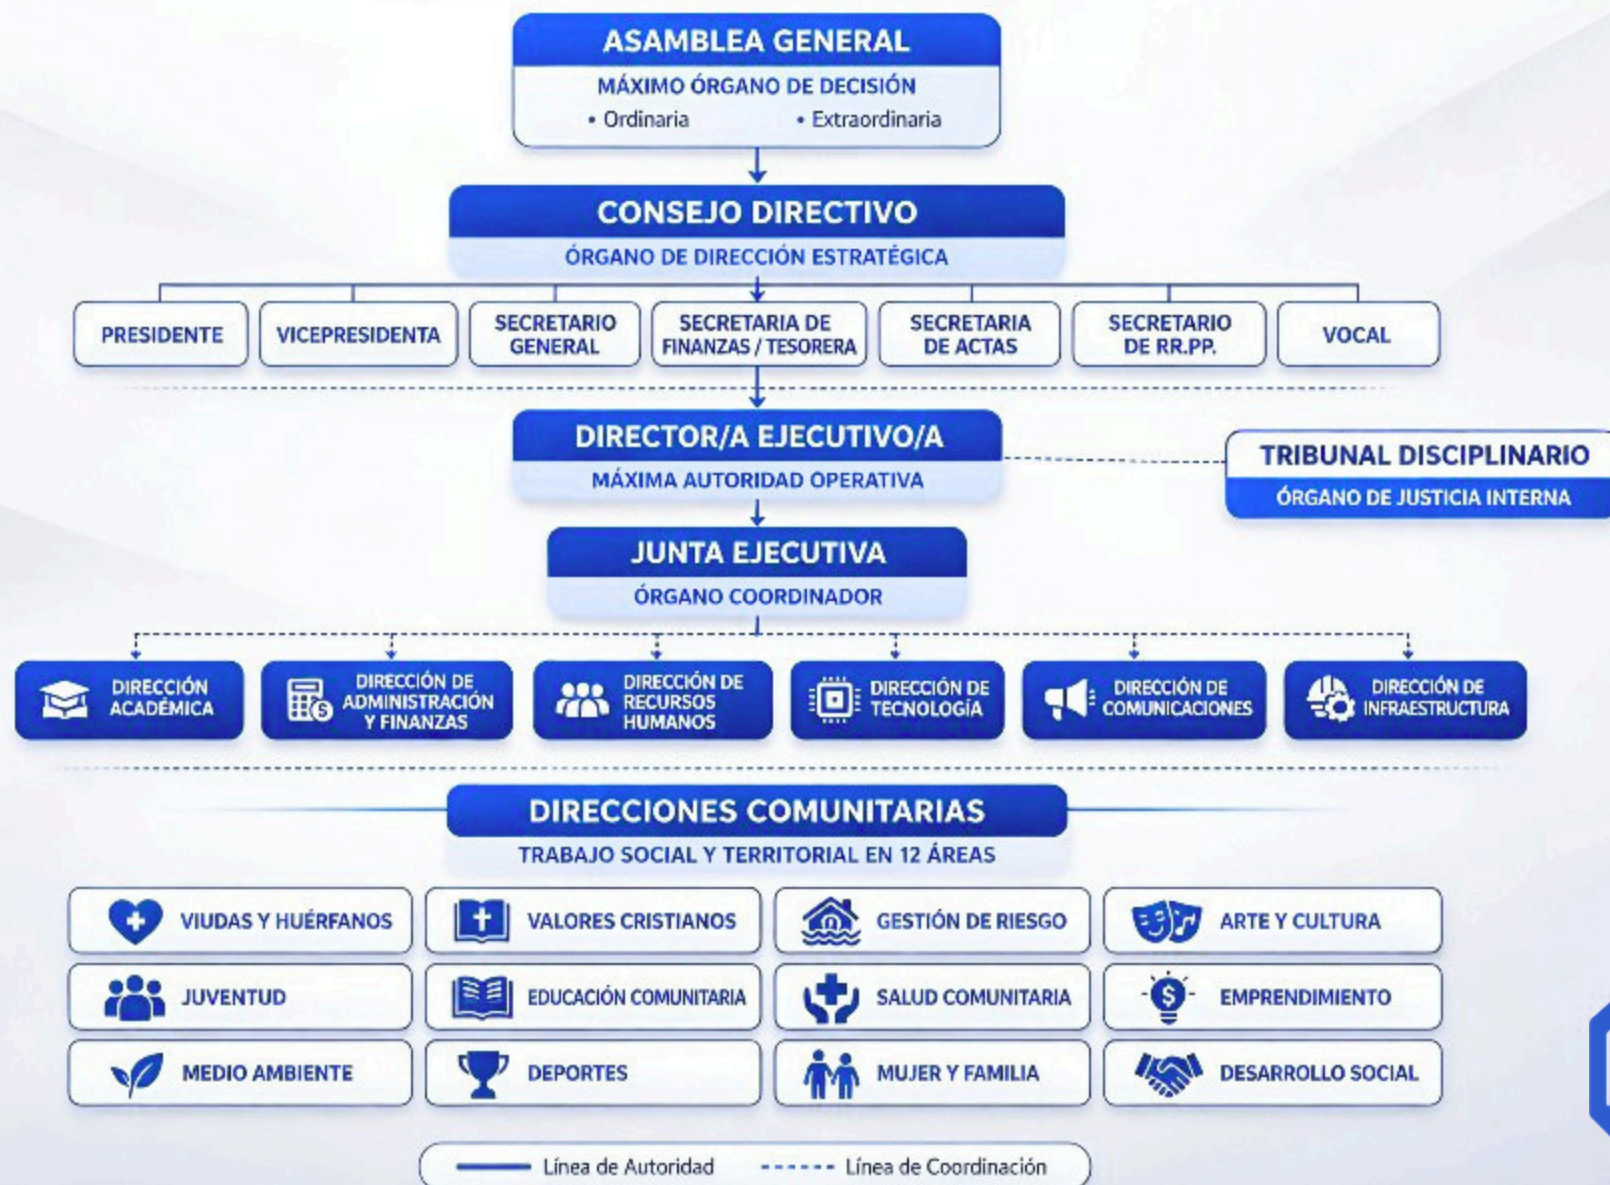 ASAMBLEA GENERAL
MÁXIMO ÓRGANO DE DECISIÓN
• Ordinaria • Extraordinaria
CONSEJO DIRECTIVO
ÓRGANO DE DIRECCIÓN ESTRATÉGICA
PRESIDENTE
VICEPRESIDENTA
SECRETARIO
GENERAL
SECRETARIA DE
FINANZAS / TESORERA
SECRETARIA
DE ACTAS
SECRETARIO
DE RR.PP.
VOCAL
DIRECTOR/A EJECUTIVO/A
MÁXIMA AUTORIDAD OPERATIVA
TRIBUNAL DISCIPLINARIO
ÓRGANO DE JUSTICIA INTERNA
JUNTA EJECUTIVA
ÓRGANO COORDINADOR
DIRECCIÓN
ACADÉMICA
DIRECCIÓN DE
ADMINISTRACIÓN
Y FINANZAS
DIRECCIÓN DE
RECURSOS
HUMANOS
DIRECCIÓN DE
TECNOLOGÍA
DIRECCIÓN DE
COMUNICACIONES
DIRECCIÓN DE
INFRAESTRUCTURA
DIRECCIONES COMUNITARIAS
TRABAJO SOCIAL Y TERRITORIAL EN 12 ÁREAS
VIUDAS Y HUÉRFANOS
VALORES CRISTIANOS
GESTIÓN DE RIESGO
ARTE Y CULTURA
JUVENTUD
EDUCACIÓN COMUNITARIA
SALUD COMUNITARIA
EMPRENDIMIENTO
MEDIO AMBIENTE
DEPORTES
MUJER Y FAMILIA
DESARROLLO SOCIAL
Línea de Autoridad
Línea de Coordinación